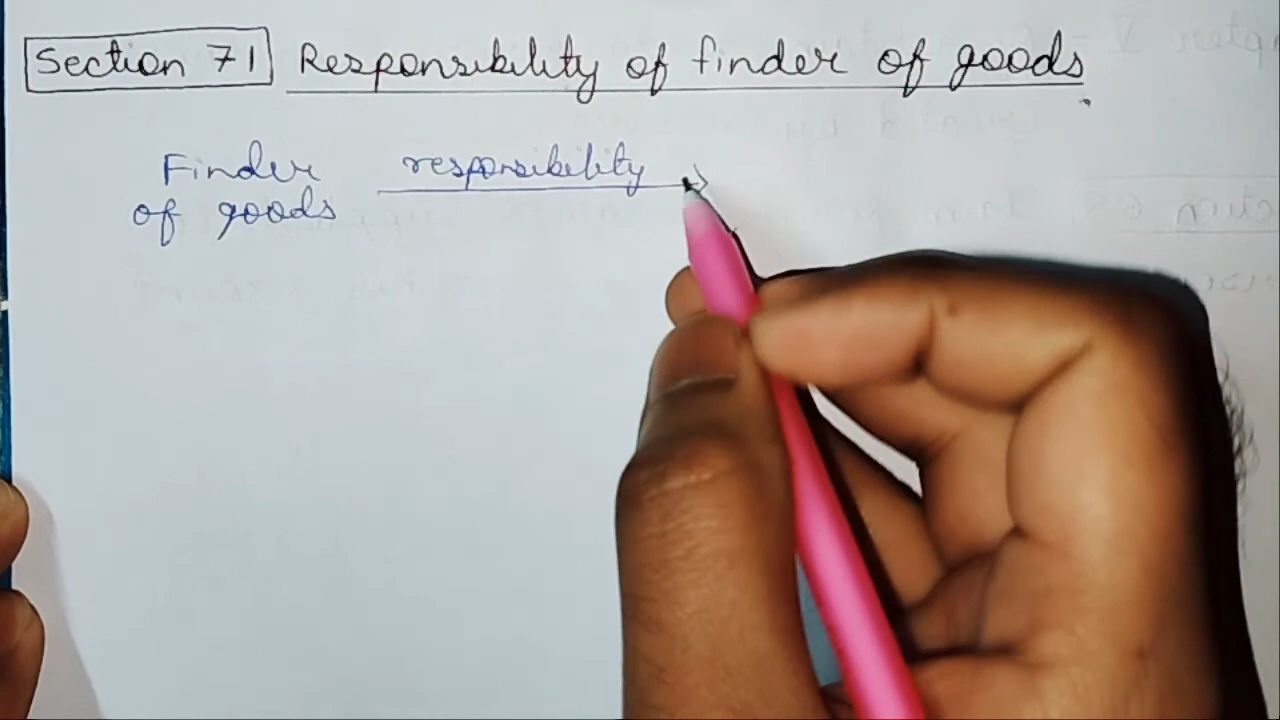 Section 71 Responsibility of finder of goods
Finder responsibility
of goods